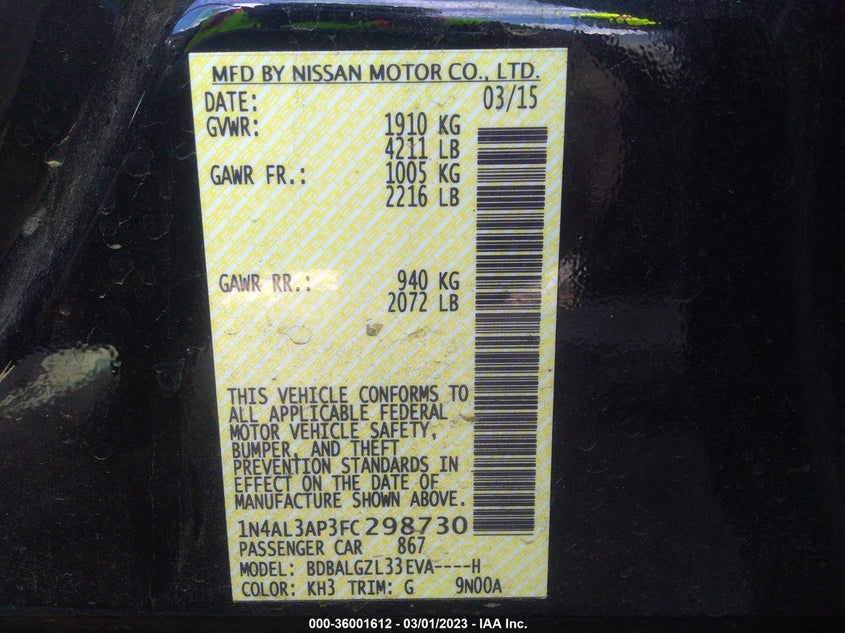 MFD BY NISSAN MOTOR CO., LTD.
DATE: 03/15
GVWR: 1910 KG
4211 LB
GAWR FR.: 1005 KG
2216 LB
GAWR RR.: 940 KG
2072 LB
THIS VEHICLE CONFORMS TO
ALL APPLICABLE FEDERAL
MOTOR VEHICLE SAFETY,
BUMPER, AND THEFT
PREVENTION STANDARDS IN
EFFECT ON THE DATE OF
MANUFACTURE SHOWN ABOVE.
1N4AL3AP3FC298730
PASSENGER CAR 867
MODEL: BDBALGZL33EVA----H
COLOR: KH3 TRIM: G 9N00A
000-36001612 - 03/01/2023 - IAA Inc.